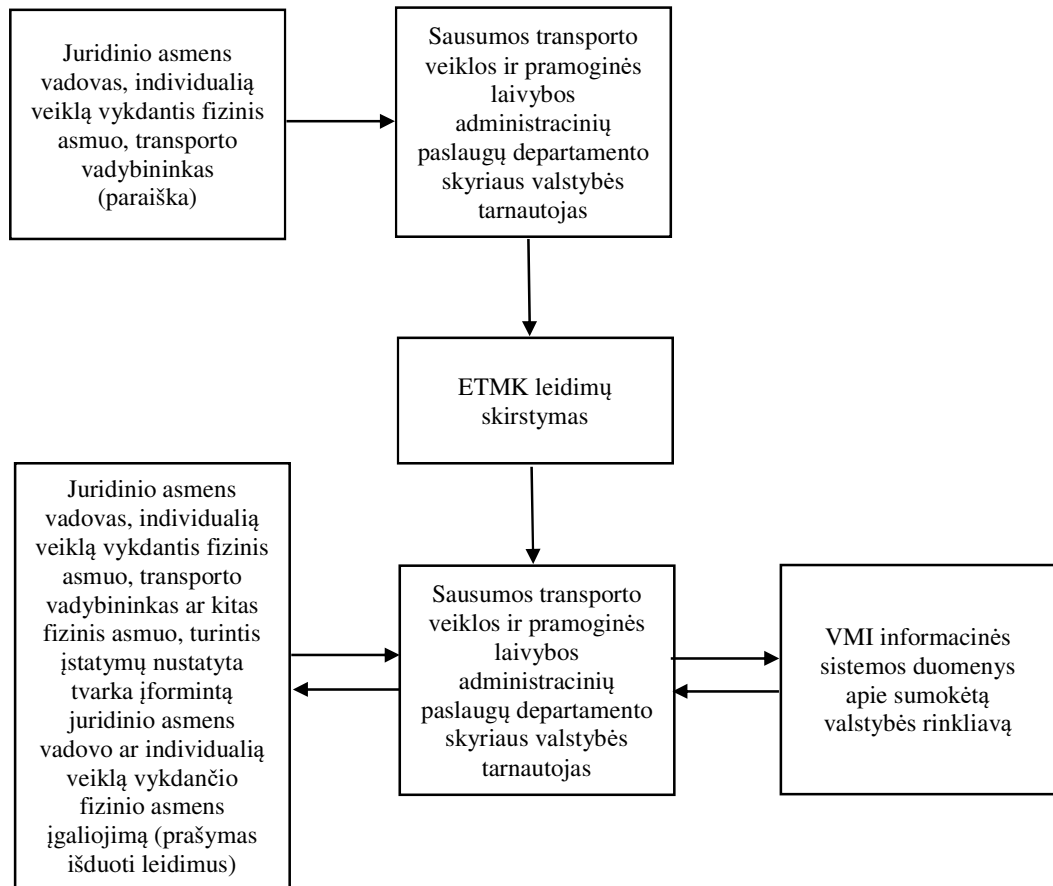 Juridinio asmens
vadovas, individualią
veiklą vykdantis fizinis
asmuo, transporto
vadybininkas
(paraiška)
Sausumos transporto
veiklos ir pramoginės
laivybos
administracinių
paslaugų departamento
skyriaus valstybės
tarnautojas
ETMK leidimų
skirstymas
Juridinio asmens
vadovas, individualią
veiklą vykdantis fizinis
asmuo, transporto
vadybininkas ar kitas
fizinis asmuo, turintis
įstatymų nustatyta
tvarka įformintą
juridinio asmens
vadovo ar individualią
veiklą vykdančio
fizinio asmens
įgaliojimą (prašymas
išduoti leidimus)
Sausumos transporto
veiklos ir pramoginės
laivybos
administracinių
paslaugų departamento
skyriaus valstybės
tarnautojas
VMI informacinės
sistemos duomenys
apie sumokėtą
valstybės rinkliavą